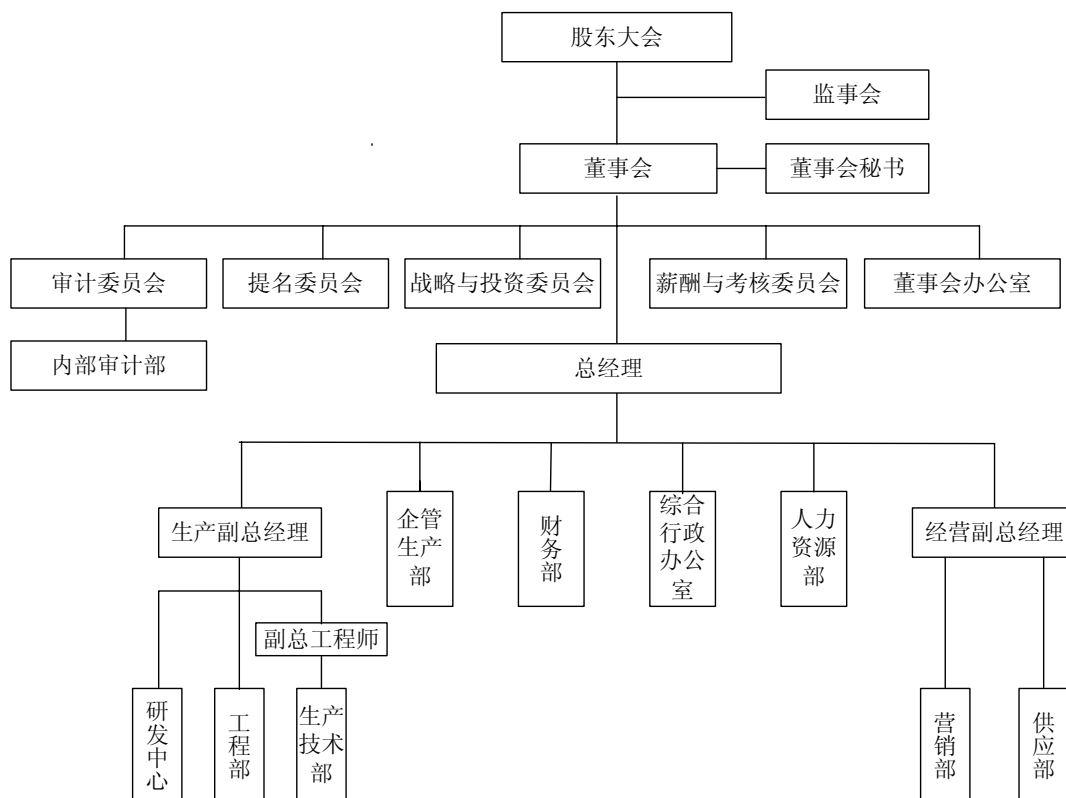 股东大会
监事会
董事会
董事会秘书
审计委员会
提名委员会
战略与投资委员会
薪酬与考核委员会
董事会办公室
内部审计部
总经理
生产副总经理
企管
生产
部
财
务
部
综合
行政
办公
室
人力
资源
部
经营副总经理
副总工程师
研
发
中
心
工
程
部
生产
技术
部
营
销
部
供
应
部